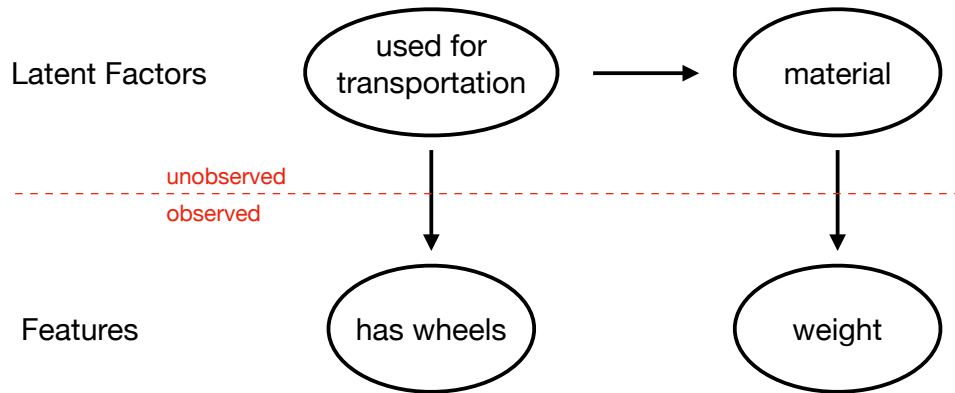 Latent Factors
used for
transportation
material
unobserved
observed
Features
has wheels
weight